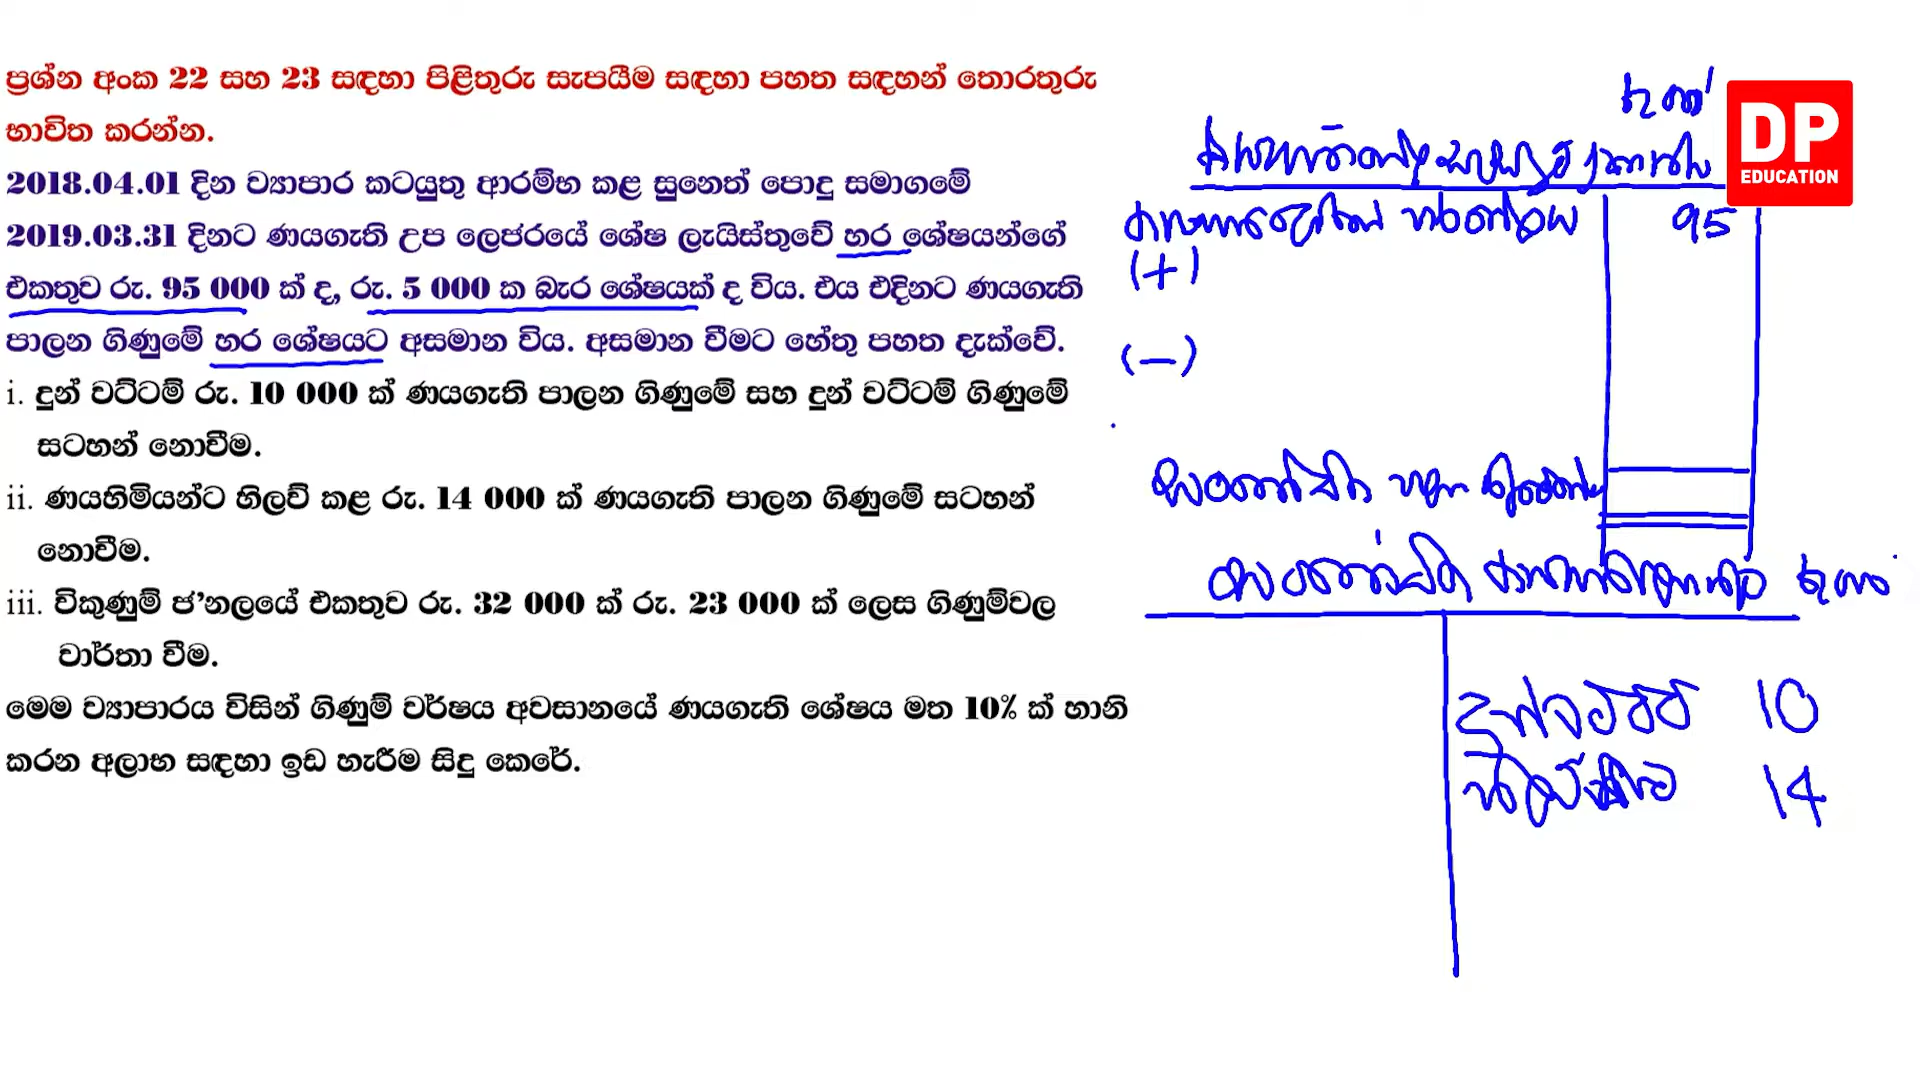 ප්‍රශ්න අංක 22 සහ 23 සඳහා පිළිතුරු සැපයීම සඳහා පහත සඳහන් තොරතුරු
භාවිත කරන්න.
2018.04.01 දින ව්‍යාපාර කටයුතු ආරම්භ කළ සුනෙත් පොදු සමාගමේ
2019.03.31 දිනට ණයගැති උප ලෙජරයේ ශේෂ ලැයිස්තුවේ හර ශේෂයන්ගේ
එකතුව රු. 95 000 ක් ද, රු. 5 000 ක බැර ශේෂයක් ද විය. එය එදිනට ණයගැති
පාලන ගිණුමේ හර ශේෂයට අසමාන විය. අසමාන වීමට හේතු පහත දැක්වේ.
i. දුන් වට්ටම් රු. 10 000 ක් ණයගැති පාලන ගිණුමේ සහ දුන් වට්ටම් ගිණුමේ
සටහන් නොවීම.
ii. ණයහිමියන්ට හිලව් කළ රු. 14 000 ක් ණයගැති පාලන ගිණුමේ සටහන්
නොවීම.
iii. විකුණුම් ජ'නලයේ එකතුව රු. 32 000 ක් රු. 23 000 ක් ලෙස ගිණුම්වල
වාර්තා වීම.
මෙම ව්‍යාපාරය විසින් ගිණුම් වර්ෂය අවසානයේ ණයගැති ශේෂය මත 10% ක් හානි
කරන අලාභ සඳහා ඉඩ හැරීම සිදු කෙරේ.
DP
EDUCATION
95
(+)
(—)
10
14